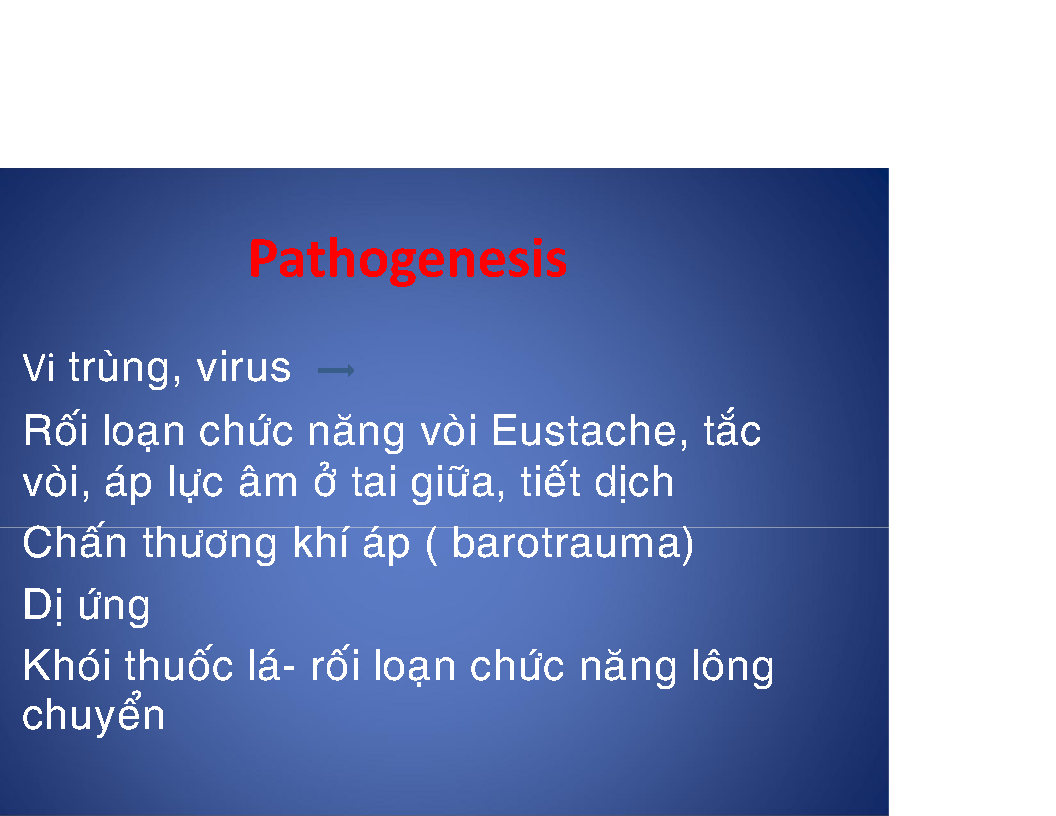 Pathogenesis
Vi trùng, virus →
Rối loạn chức năng vòi Eustache, tắc
vòi, áp lực âm ở tai giữa, tiết dịch
Chấn thương khí áp ( barotrauma)
Dị ứng
Khói thuốc lá- rối loạn chức năng lông
chuyển